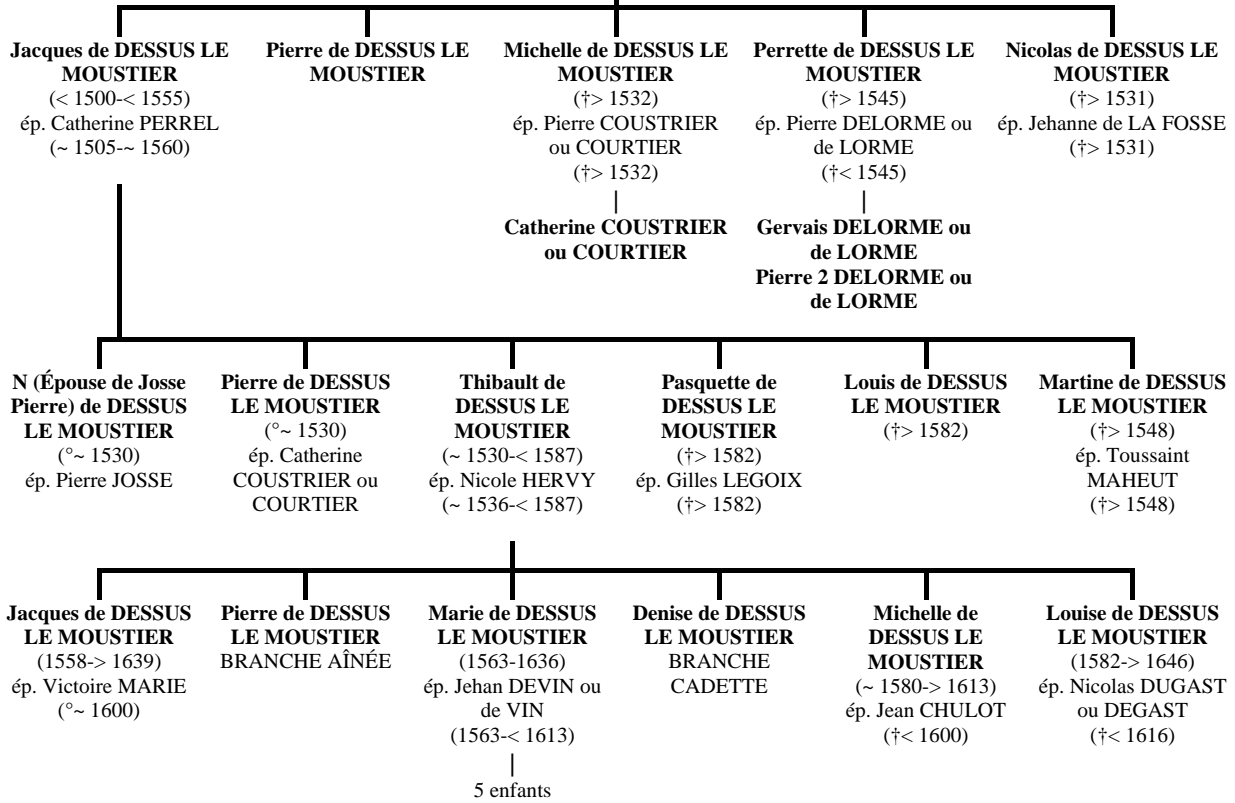 Jacques de DESSUS LE
MOUSTIER
(< 1500-< 1555)
ép. Catherine PERREL
(~ 1505-~ 1560)
Pierre de DESSUS LE
MOUSTIER
Michelle de DESSUS LE
MOUSTIER
(†> 1532)
ép. Pierre COUSTRIER
ou COURTIER
(†> 1532)
|
Catherine COUSTRIER
ou COURTIER
Perrette de DESSUS LE
MOUSTIER
(†> 1545)
ép. Pierre DELORME ou
de LORME
(†< 1545)
|
Gervais DELORME ou
de LORME
Pierre 2 DELORME ou
de LORME
Nicolas de DESSUS LE
MOUSTIER
(†> 1531)
ép. Jehanne de LA FOSSE
(†> 1531)
N (Épouse de Josse
Pierre) de DESSUS
LE MOUSTIER
(°~ 1530)
ép. Pierre JOSSE
Pierre de DESSUS
LE MOUSTIER
(°~ 1530)
ép. Catherine
COUSTRIER ou
COURTIER
Thibault de
DESSUS LE
MOUSTIER
(~ 1530-< 1587)
ép. Nicole HERVY
(~ 1536-< 1587)
Pasquette de
DESSUS LE
MOUSTIER
(†> 1582)
ép. Gilles LEGOIX
(†> 1582)
Louis de DESSUS
LE MOUSTIER
(†> 1582)
Martine de DESSUS
LE MOUSTIER
(†> 1548)
ép. Toussaint
MAHEUT
(†> 1548)
Jacques de DESSUS
LE MOUSTIER
(1558-> 1639)
ép. Victoire MARIE
(°~ 1600)
Pierre de DESSUS
LE MOUSTIER
BRANCHE AÎNÉE
Marie de DESSUS
LE MOUSTIER
(1563-1636)
ép. Jehan DEVIN ou
de VIN
(1563-< 1613)
|
5 enfants
Denise de DESSUS
LE MOUSTIER
BRANCHE
CADETTE
Michelle de
DESSUS LE
MOUSTIER
(~ 1580-> 1613)
ép. Jean CHULOT
(†< 1600)
Louise de DESSUS
LE MOUSTIER
(1582-> 1646)
ép. Nicolas DUGAST
ou DEGAST
(†< 1616)